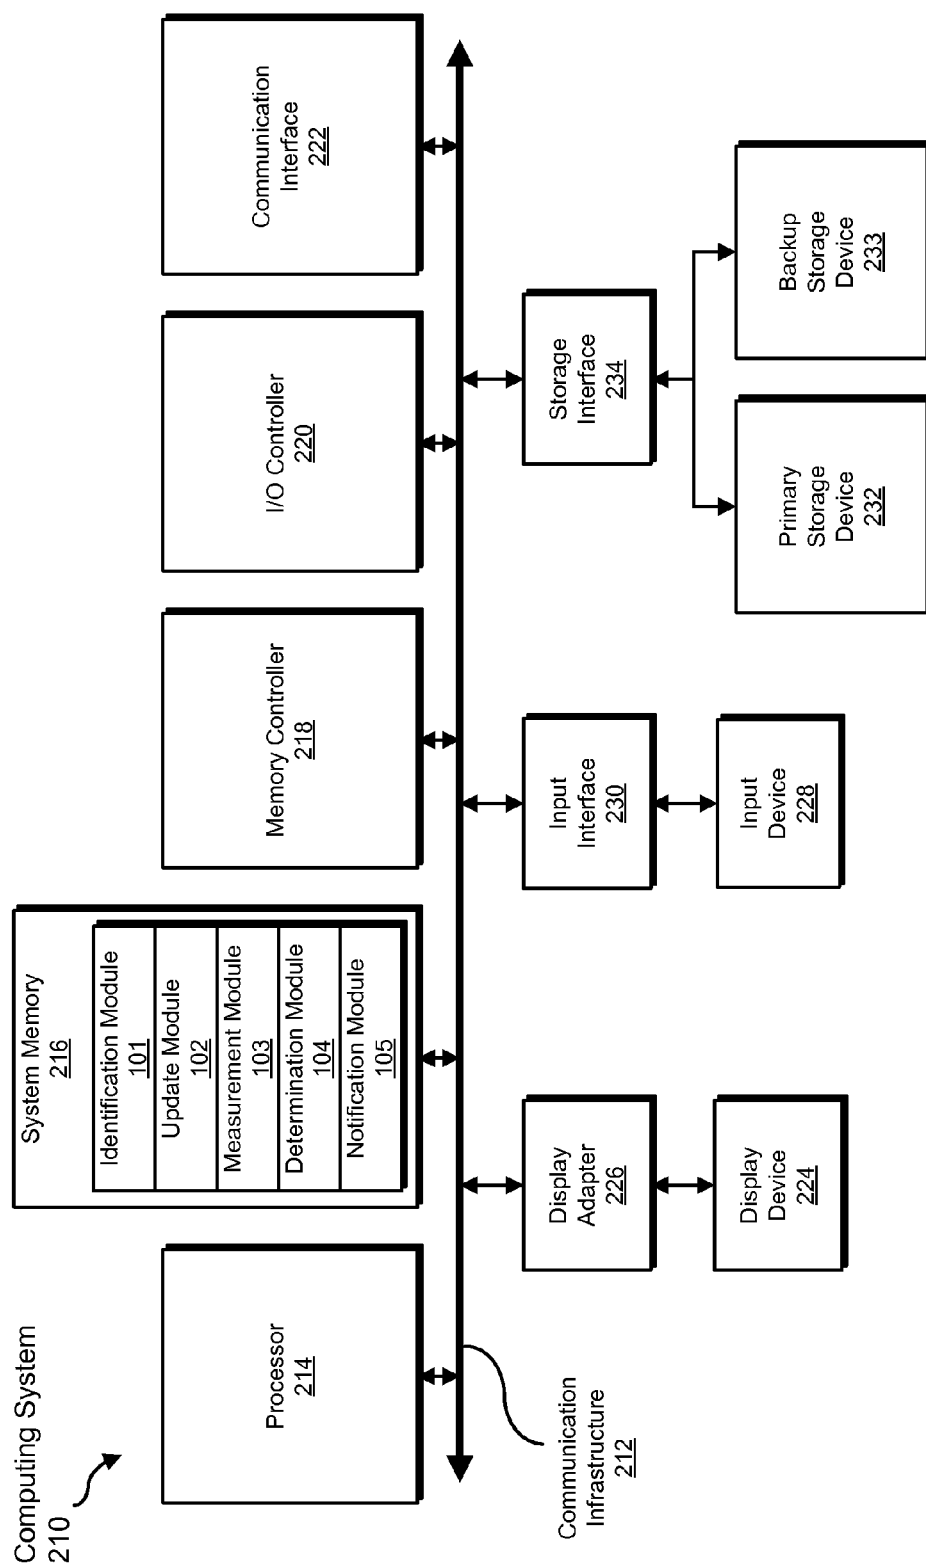 Computing System
210
Processor
214
System Memory
216
Identification Module
101
Update Module
102
Measurement Module
103
Determination Module
104
Notification Module
105
Memory Controller
218
I/O Controller
220
Communication
Interface
222
Communication
Infrastructure
212
Display
Adapter
226
Display
Device
224
Input
Interface
230
Input
Device
228
Storage
Interface
234
Primary
Storage
Device
232
Backup
Storage
Device
233